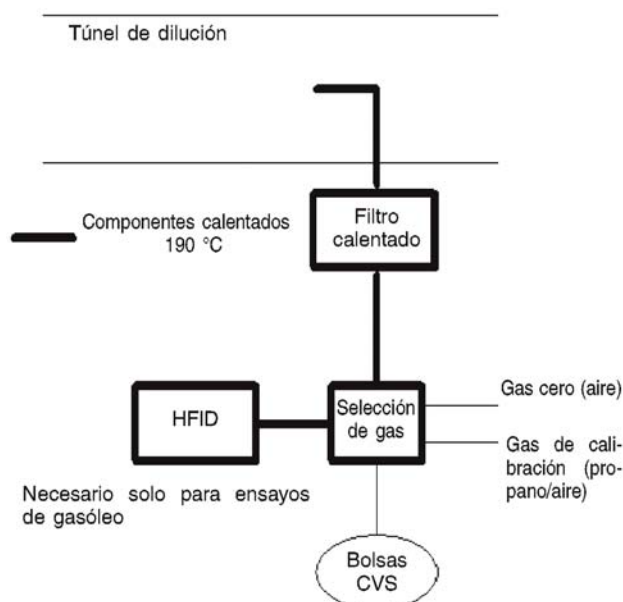 Túnel de dilución
Componentes calentados
190 °C
Filtro
calentado
HFID
Selección
de gas
Gas cero (aire)
Gas de cali-
bración (pro-
pano/aire)
Necesario solo para ensayos
de gasóleo
Bolsas
CVS